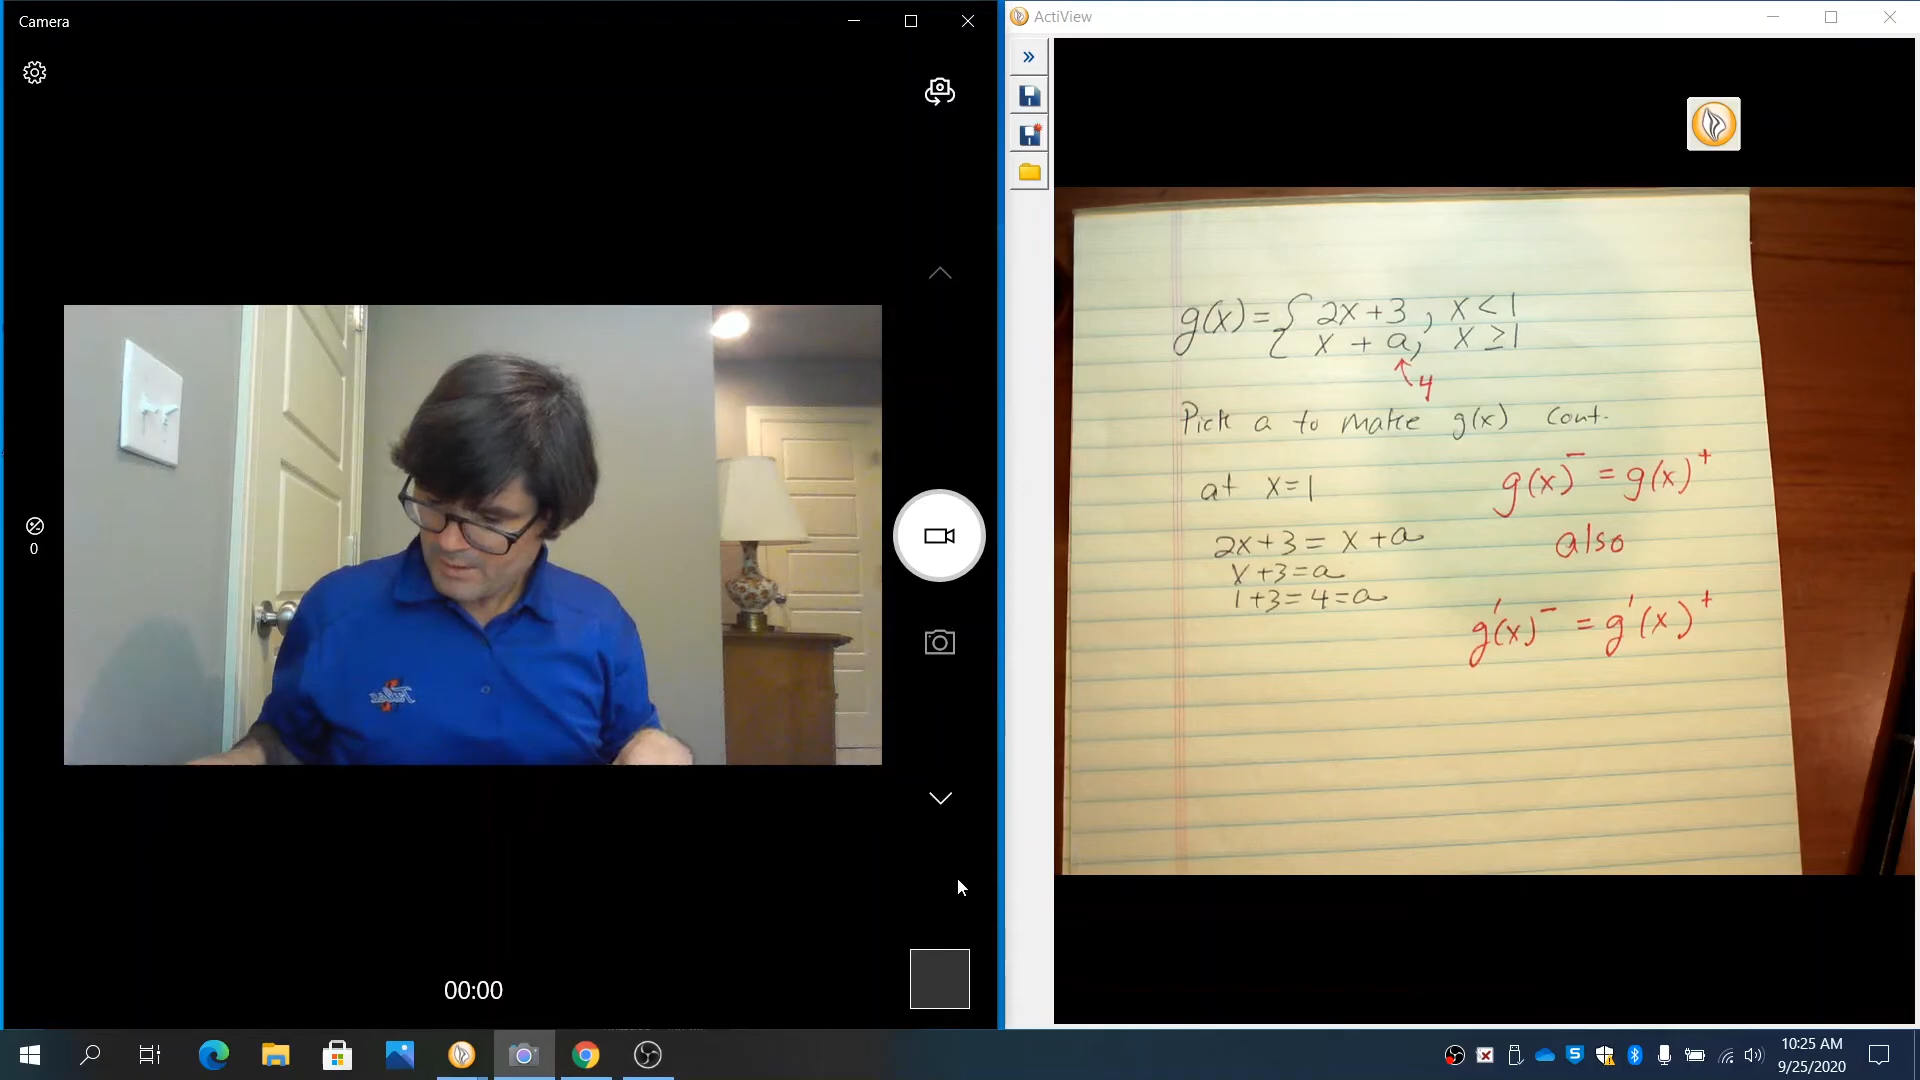 Camera
0
00:00
Tulsa
ActiView
g(x) = { 2x+3, x < 1
x + a, x ≥ 1
4
Pick a to make g(x) cont.
at x=1
2x+3 = x+a
x+3=a
1+3=4=a
g(x)⁻ = g(x)⁺
also
g'(x)⁻ = g'(x)⁺
10:25 AM
9/25/2020